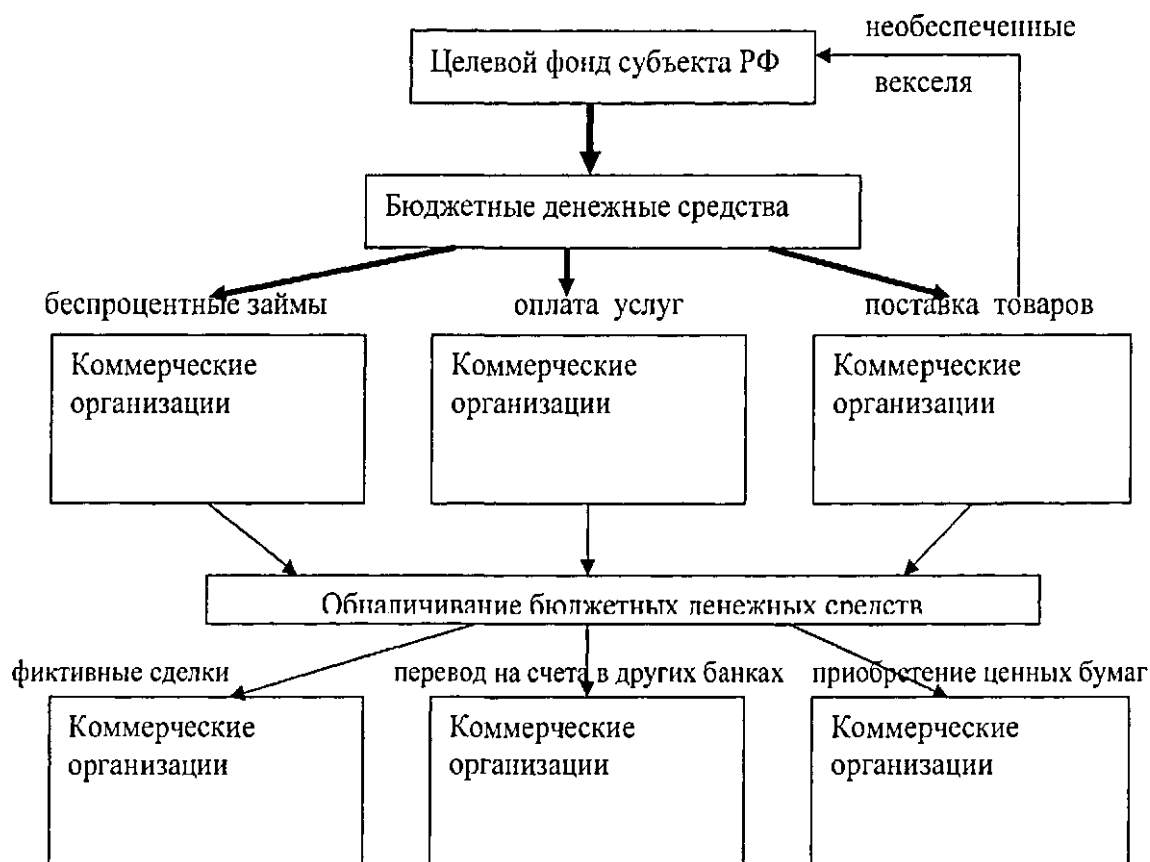 необеспеченные
Целевой фонд субъекта РФ
векселя
Бюджетные денежные средства
беспроцентные займы
оплата услуг
поставка товаров
Коммерческие
организации
Коммерческие
организации
Коммерческие
организации
Обналичивание бюджетных денежных средств
фиктивные сделки
перевод на счета в других банках
приобретение ценных бумаг
Коммерческие
организации
Коммерческие
организации
Коммерческие
организации